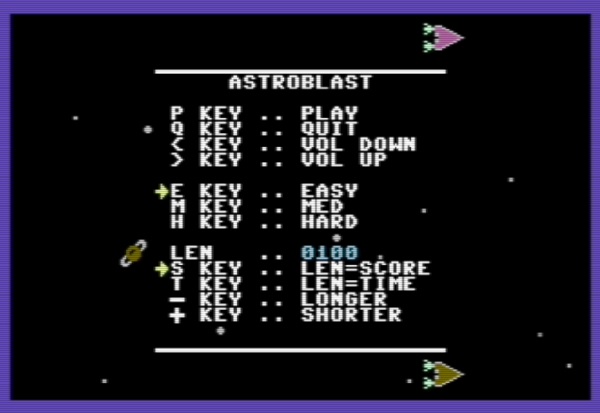 ASTROBLAST
P KEY .. PLAY
Q KEY .. QUIT
< KEY .. VOL DOWN
> KEY .. VOL UP
E KEY .. EASY
M KEY .. MED
H KEY .. HARD
LEN .. 0100
S KEY .. LEN=SCORE
T KEY .. LEN=TIME
- KEY .. LONGER
+ KEY .. SHORTER